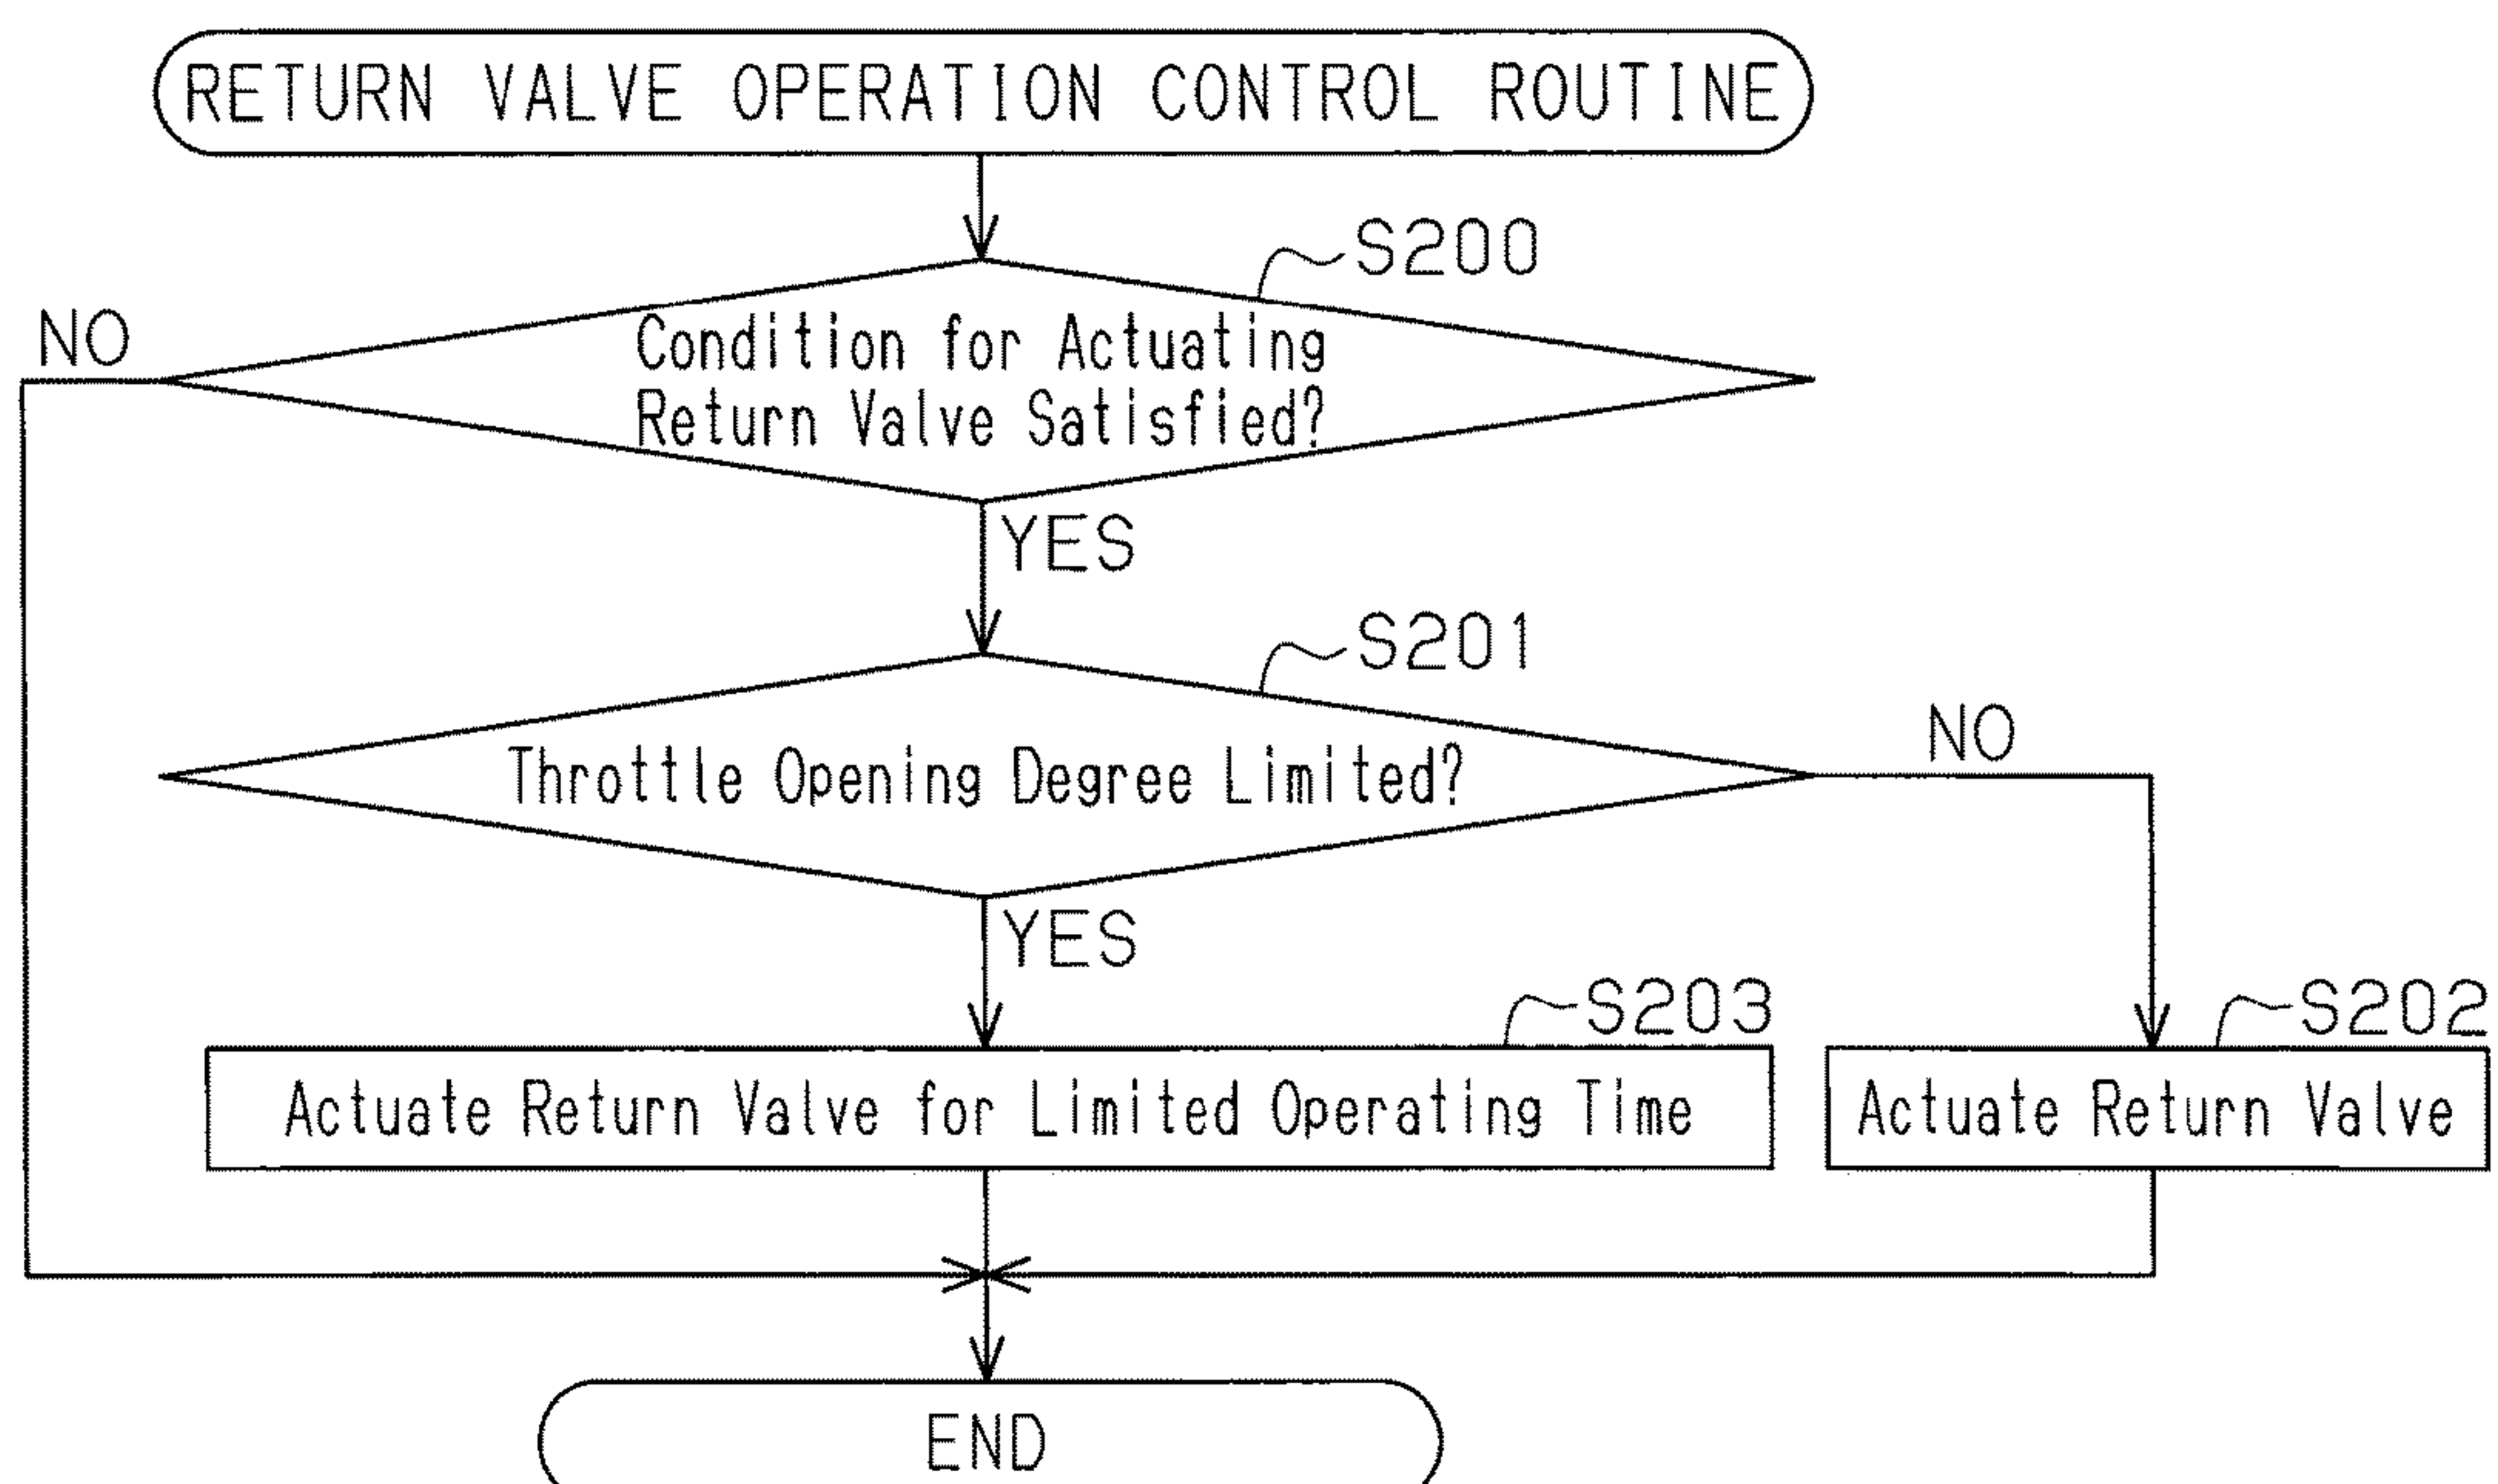 RETURN VALVE OPERATION CONTROL ROUTINE
S200
NO
Condition for Actuating
Return Valve Satisfied?
YES
S201
NO
Throttle Opening Degree Limited?
YES
S203
S202
Actuate Return Valve for Limited Operating Time
Actuate Return Valve
END